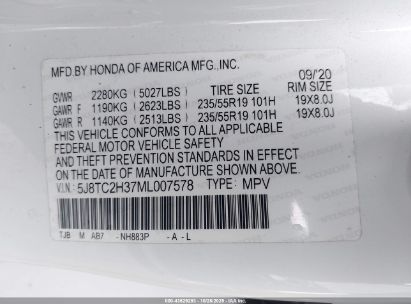 MFD.BY HONDA OF AMERICA MFG.,INC.
09/'20
GVWR 2280KG (5027LBS) TIRE SIZE RIM SIZE
GAWR F 1190KG (2623LBS) 235/55R19 101H 19X8.0J
GAWR R 1140KG (2513LBS) 235/55R19 101H 19X8.0J
THIS VEHICLE CONFORMS TO ALL APPLICABLE
FEDERAL MOTOR VEHICLE SAFETY
AND THEFT PREVENTION STANDARDS IN EFFECT
ON THE DATE OF MANUFACTURE SHOWN ABOVE.
V.I.N: 5J8TC2H37ML007578 TYPE: MPV
TJB M AB7 -NH883P -A-L